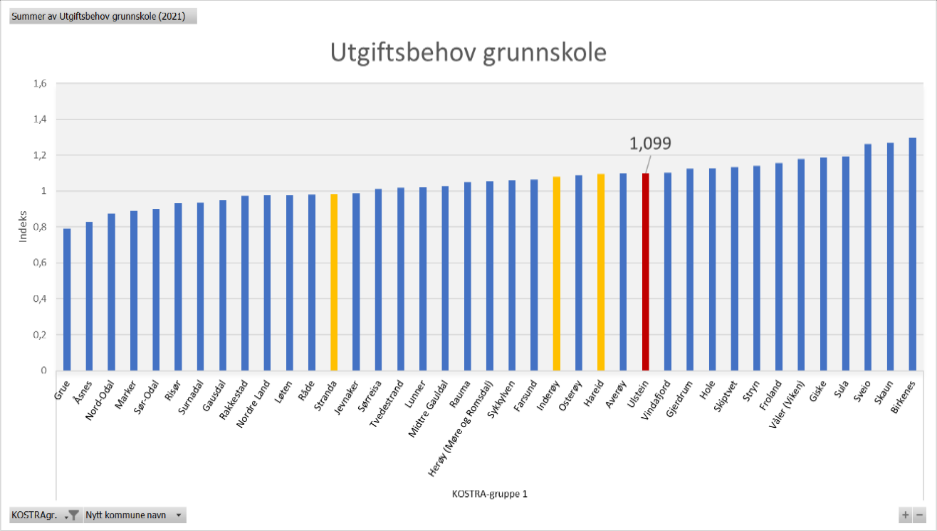 Summer av Utgiftsbehov grunnskole (2021)
Utgiftsbehov grunnskole
1,6
1,4
1,2
1
0,8
0,6
0,4
0,2
0
Indeks
1,099
Grue
Åsnes
Nord-Odal
Marker
Sør-Odal
Risør
Surnadal
Gausdal
Rakkestad
Nordre Land
Løten
Råde
Stranda
Jevnaker
Sørreisa
Tvedestrand
Lunner
Midtre Gauldal
Rauma
Herøy (Møre og Romsdal)
Sykkylven
Farsund
Inderøy
Osterøy
Hareid
Averøy
Ulstein
Vindafjord
Gjerdrum
Hole
Skiptvet
Stryn
Froland
Våler (Viken)
Giske
Sula
Sveio
Skaun
Birkenes
KOSTRA-gruppe 1
KOSTRAgr. Nytt kommune navn
+ −